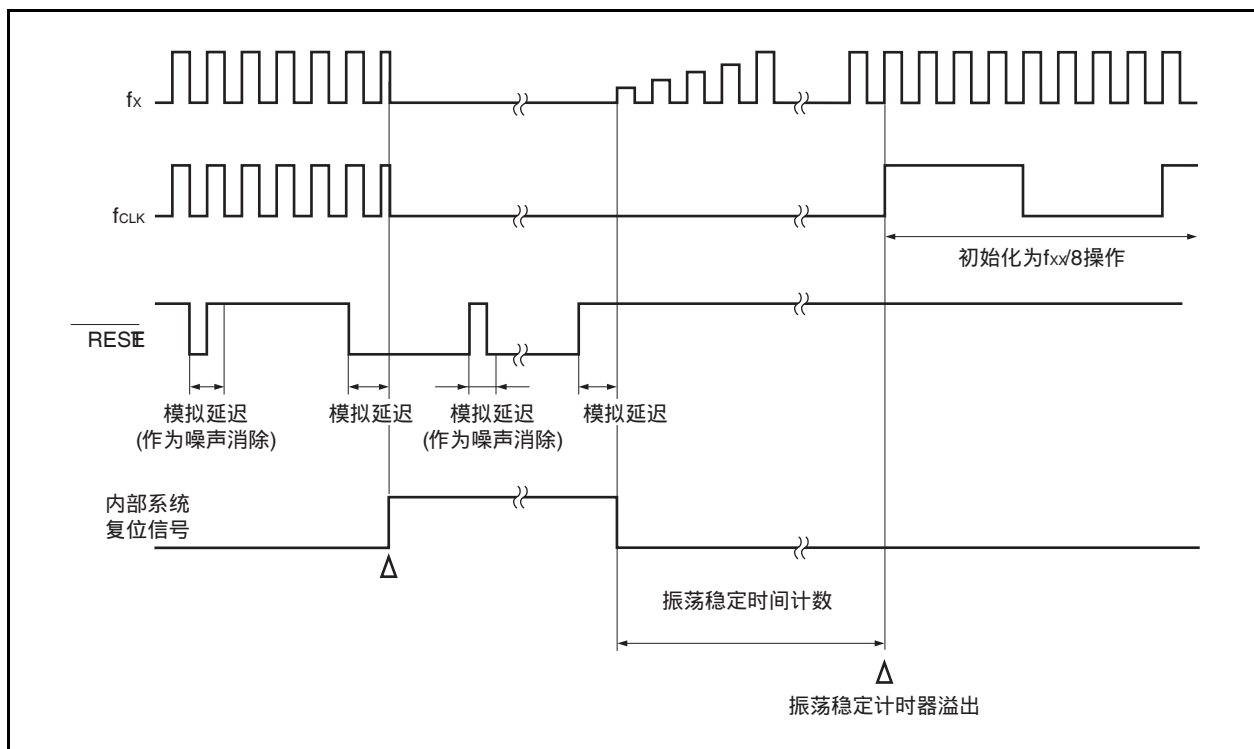 fX
fCLK
初始化为fxx/8操作
RESET
模拟延迟
(作为噪声消除)
模拟延迟
模拟延迟
(作为噪声消除)
模拟延迟
内部系统
复位信号
振荡稳定时间计数
振荡稳定计时器溢出